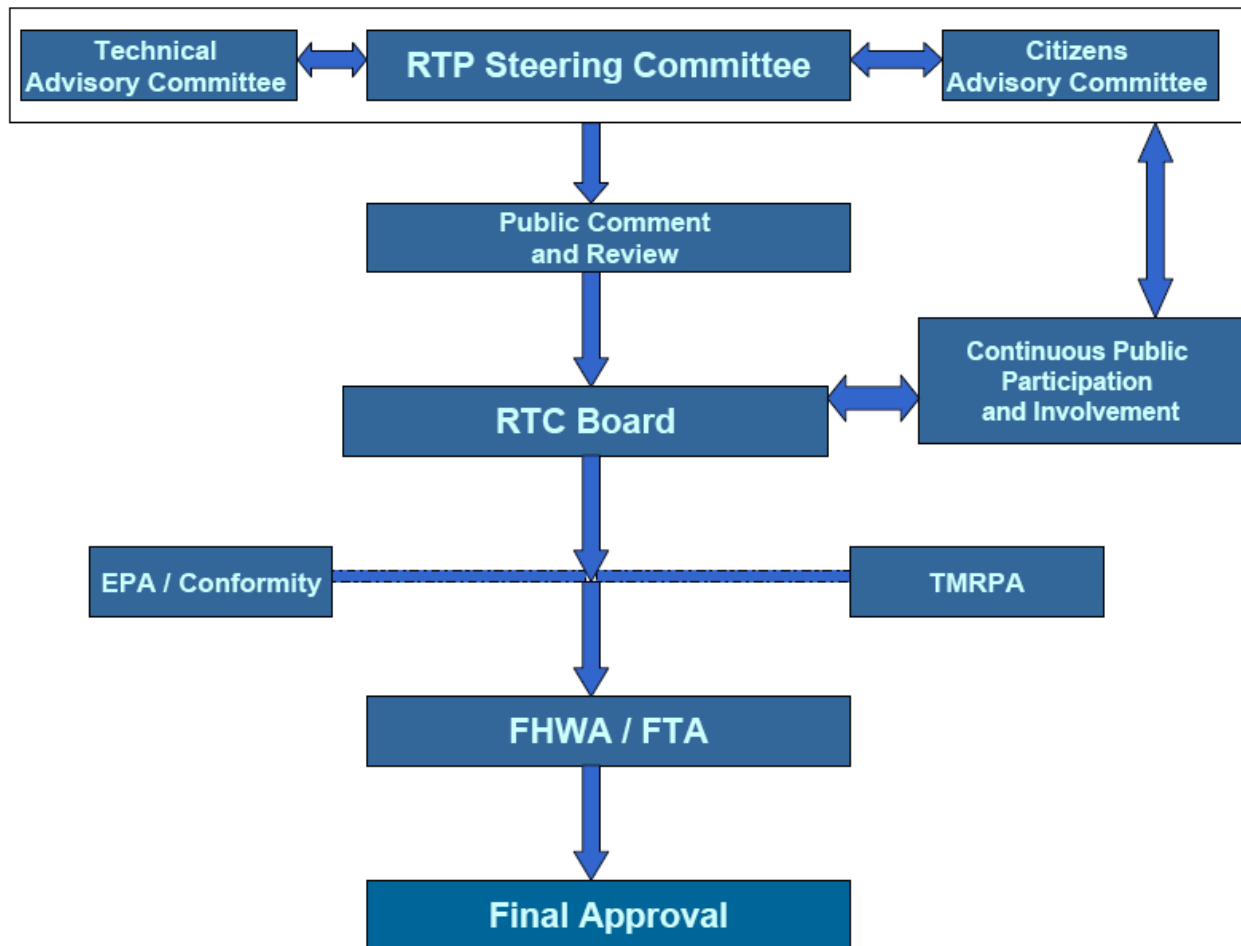 Technical
Advisory Committee
RTP Steering Committee
Citizens
Advisory Committee
Public Comment
and Review
Continuous Public
Participation
and Involvement
RTC Board
EPA / Conformity
TMRPA
FHWA / FTA
Final Approval